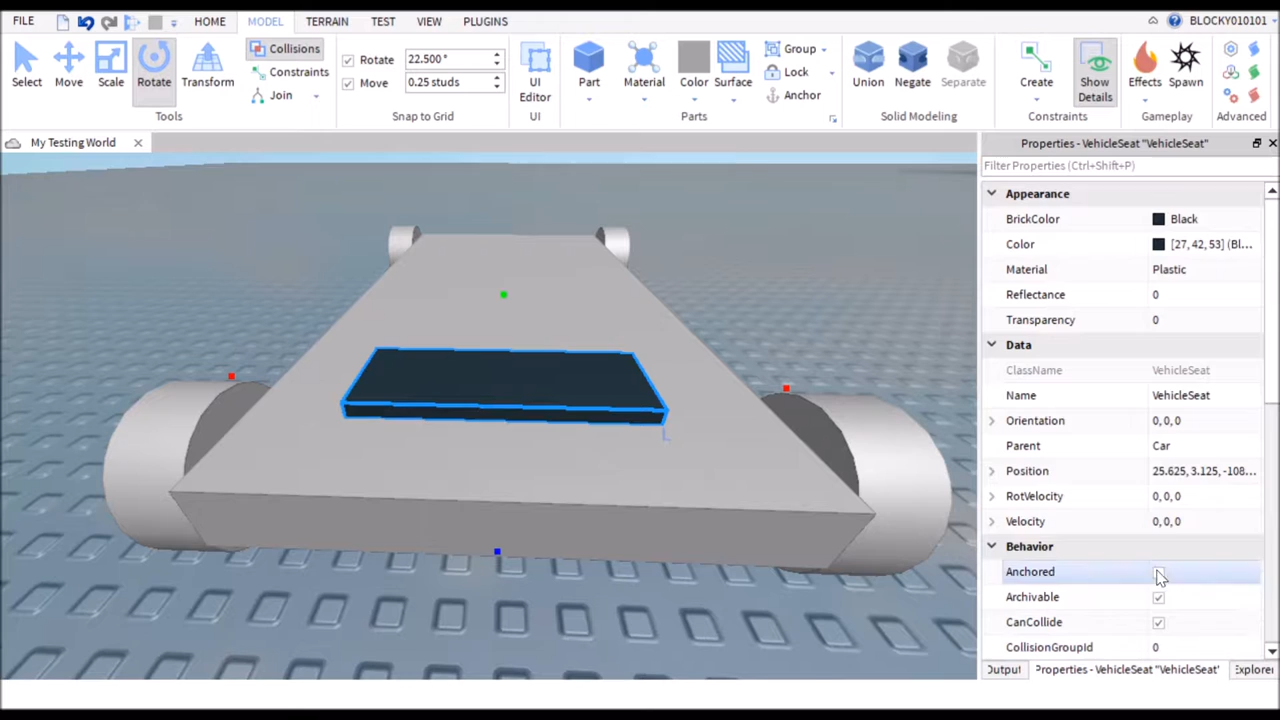 FILE HOME MODEL TERRAIN TEST VIEW PLUGINS BLOCKY010101
Select Move Scale Rotate Transform
Collisions
Constraints
Join
Rotate 22.500 °
Move 0.25 studs
UI
Editor
Part Material Color Surface
Group
Lock
Anchor
Union Negate Separate
Create
Show
Details
Effects Spawn
Tools Snap to Grid UI Parts Solid Modeling Constraints Gameplay Advanced
My Testing World
Properties - VehicleSeat "VehicleSeat"
Filter Properties (Ctrl+Shift+P)
Appearance
BrickColor Black
Color [27, 42, 53] (Bl...
Material Plastic
Reflectance 0
Transparency 0
Data
ClassName VehicleSeat
Name VehicleSeat
Orientation 0, 0, 0
Parent Car
Position 25.625, 3.125, -108...
RotVelocity 0, 0, 0
Velocity 0, 0, 0
Behavior
Anchored
Archivable
CanCollide
CollisionGroupId 0
Output Properties - VehicleSeat "VehicleSeat" Explorer
L